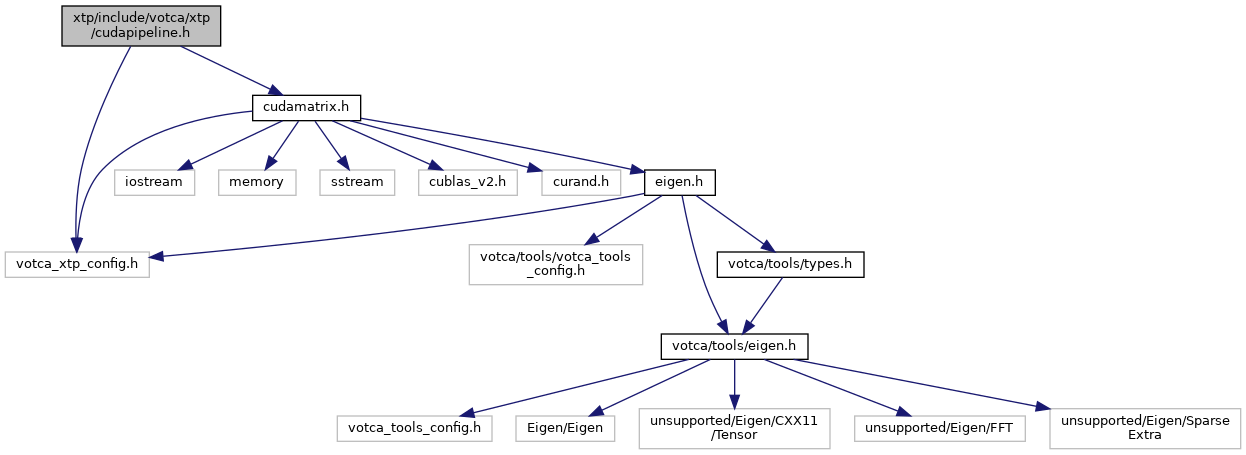 xtp/include/votca/xtp
/cudapipeline.h
cudamatrix.h
iostream
memory
sstream
cublas_v2.h
curand.h
eigen.h
votca_xtp_config.h
votca/tools/votca_tools
_config.h
votca/tools/types.h
votca/tools/eigen.h
votca_tools_config.h
Eigen/Eigen
unsupported/Eigen/CXX11
/Tensor
unsupported/Eigen/FFT
unsupported/Eigen/Sparse
Extra